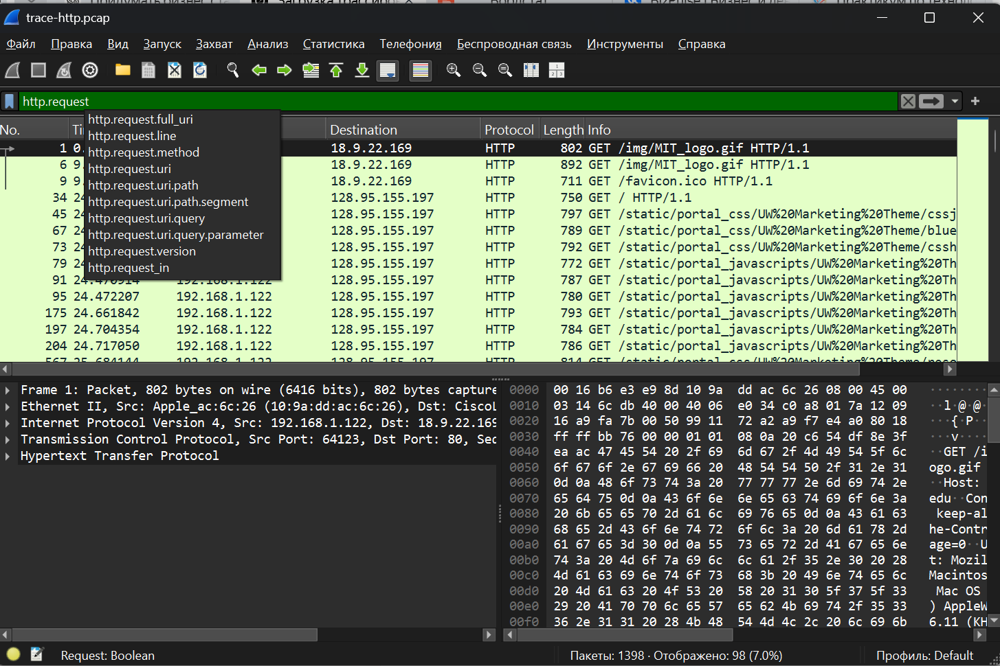 trace-http.pcap
Файл Правка Вид Запуск Захват Анализ Статистика Телефония Беспроводная связь Инструменты Справка
http.request
http.request.full_uri
http.request.line
http.request.method
http.request.uri
http.request.uri.path
http.request.uri.path.segment
http.request.uri.query
http.request.uri.query.parameter
http.request.version
http.request_in
No. Destination Protocol Length Info
1 0. 18.9.22.169 HTTP 802 GET /img/MIT_logo.gif HTTP/1.1
6 9. 18.9.22.169 HTTP 892 GET /img/MIT_logo.gif HTTP/1.1
9 9. 18.9.22.169 HTTP 711 GET /favicon.ico HTTP/1.1
34 24 128.95.155.197 HTTP 750 GET / HTTP/1.1
45 24 128.95.155.197 HTTP 797 GET /static/portal_css/UW%20Marketing%20Theme/cssj
67 24 128.95.155.197 HTTP 789 GET /static/portal_css/UW%20Marketing%20Theme/blue
73 24 128.95.155.197 HTTP 792 GET /static/portal_css/UW%20Marketing%20Theme/cssh
79 24 128.95.155.197 HTTP 772 GET /static/portal_javascripts/UW%20Marketing%20Th
91 24.470914 192.168.1.122 128.95.155.197 HTTP 787 GET /static/portal_javascripts/UW%20Marketing%20Th
95 24.472207 192.168.1.122 128.95.155.197 HTTP 780 GET /static/portal_javascripts/UW%20Marketing%20Th
175 24.661842 192.168.1.122 128.95.155.197 HTTP 793 GET /static/portal_javascripts/UW%20Marketing%20Th
197 24.704354 192.168.1.122 128.95.155.197 HTTP 784 GET /static/portal_javascripts/UW%20Marketing%20Th
204 24.717050 192.168.1.122 128.95.155.197 HTTP 786 GET /static/portal_javascripts/UW%20Marketing%20Th
567 25.684144 192.168.1.122 128.95.155.197 HTTP 814 GET /static/portal_css/UW%20Marketing%20Theme/reso
Frame 1: Packet, 802 bytes on wire (6416 bits), 802 bytes capture
Ethernet II, Src: Apple_ac:6c:26 (10:9a:dd:ac:6c:26), Dst: CiscoL
Internet Protocol Version 4, Src: 192.168.1.122, Dst: 18.9.22.169
Transmission Control Protocol, Src Port: 64123, Dst Port: 80, Sec
Hypertext Transfer Protocol
0000 00 16 b6 e3 e9 8d 10 9a dd ac 6c 26 08 00 45 00 ········
0010 03 14 6c db 40 00 40 06 e0 34 c0 a8 01 7a 12 09 ··l·@·@·
0020 16 a9 fa 7b 00 50 99 11 72 a2 a9 f7 e4 a0 80 18 ···{·P··
0030 ff ff bb 76 00 00 01 01 08 0a 20 c6 54 df 8e 3f ···v····
0040 ea ac 47 45 54 20 2f 69 6d 67 2f 4d 49 54 5f 6c ··GET /i
0050 6f 67 6f 2e 67 69 66 20 48 54 54 50 2f 31 2e 31 ogo.gif
0060 0d 0a 48 6f 73 74 3a 20 77 77 77 2e 6d 69 74 2e ··Host:
0070 65 64 75 0d 0a 43 6f 6e 6e 65 63 74 69 6f 6e 3a edu··Con
0080 20 6b 65 65 70 2d 61 6c 69 76 65 0d 0a 43 61 63 keep-al
0090 68 65 2d 43 6f 6e 74 72 6f 6c 3a 20 6d 61 78 2d he-Contr
00a0 61 67 65 3d 30 0d 0a 55 73 65 72 2d 41 67 65 6e age=0··U
00b0 74 3a 20 4d 6f 7a 69 6c 6c 61 2f 35 2e 30 20 28 t: Mozil
00c0 4d 61 63 69 6e 74 6f 73 68 3b 20 49 6e 74 65 6c Macintos
00d0 20 4d 61 63 20 4f 53 20 58 20 31 30 5f 37 5f 33 Mac OS
00e0 29 20 41 70 70 6c 65 57 65 62 4b 69 74 2f 35 33 ) AppleW
00f0 36 2e 31 31 20 28 4b 48 54 4d 4c 2c 20 6c 69 6b 6.11 (KH
Request: Boolean Пакеты: 1398 · Отображено: 98 (7.0%) Профиль: Default